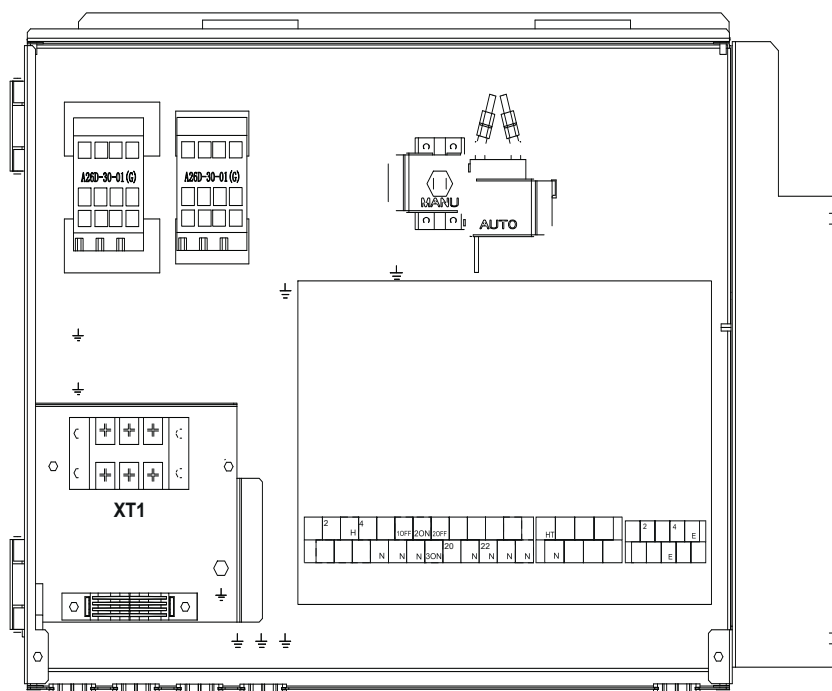 A26D-30-01(G) A26D-30-01(G)
MANU
AUTO
XT1
2 4
H 1OFF 2ON 2OFF
20 22
N N N 3ON N N N N
HT
N
2 4
E
E